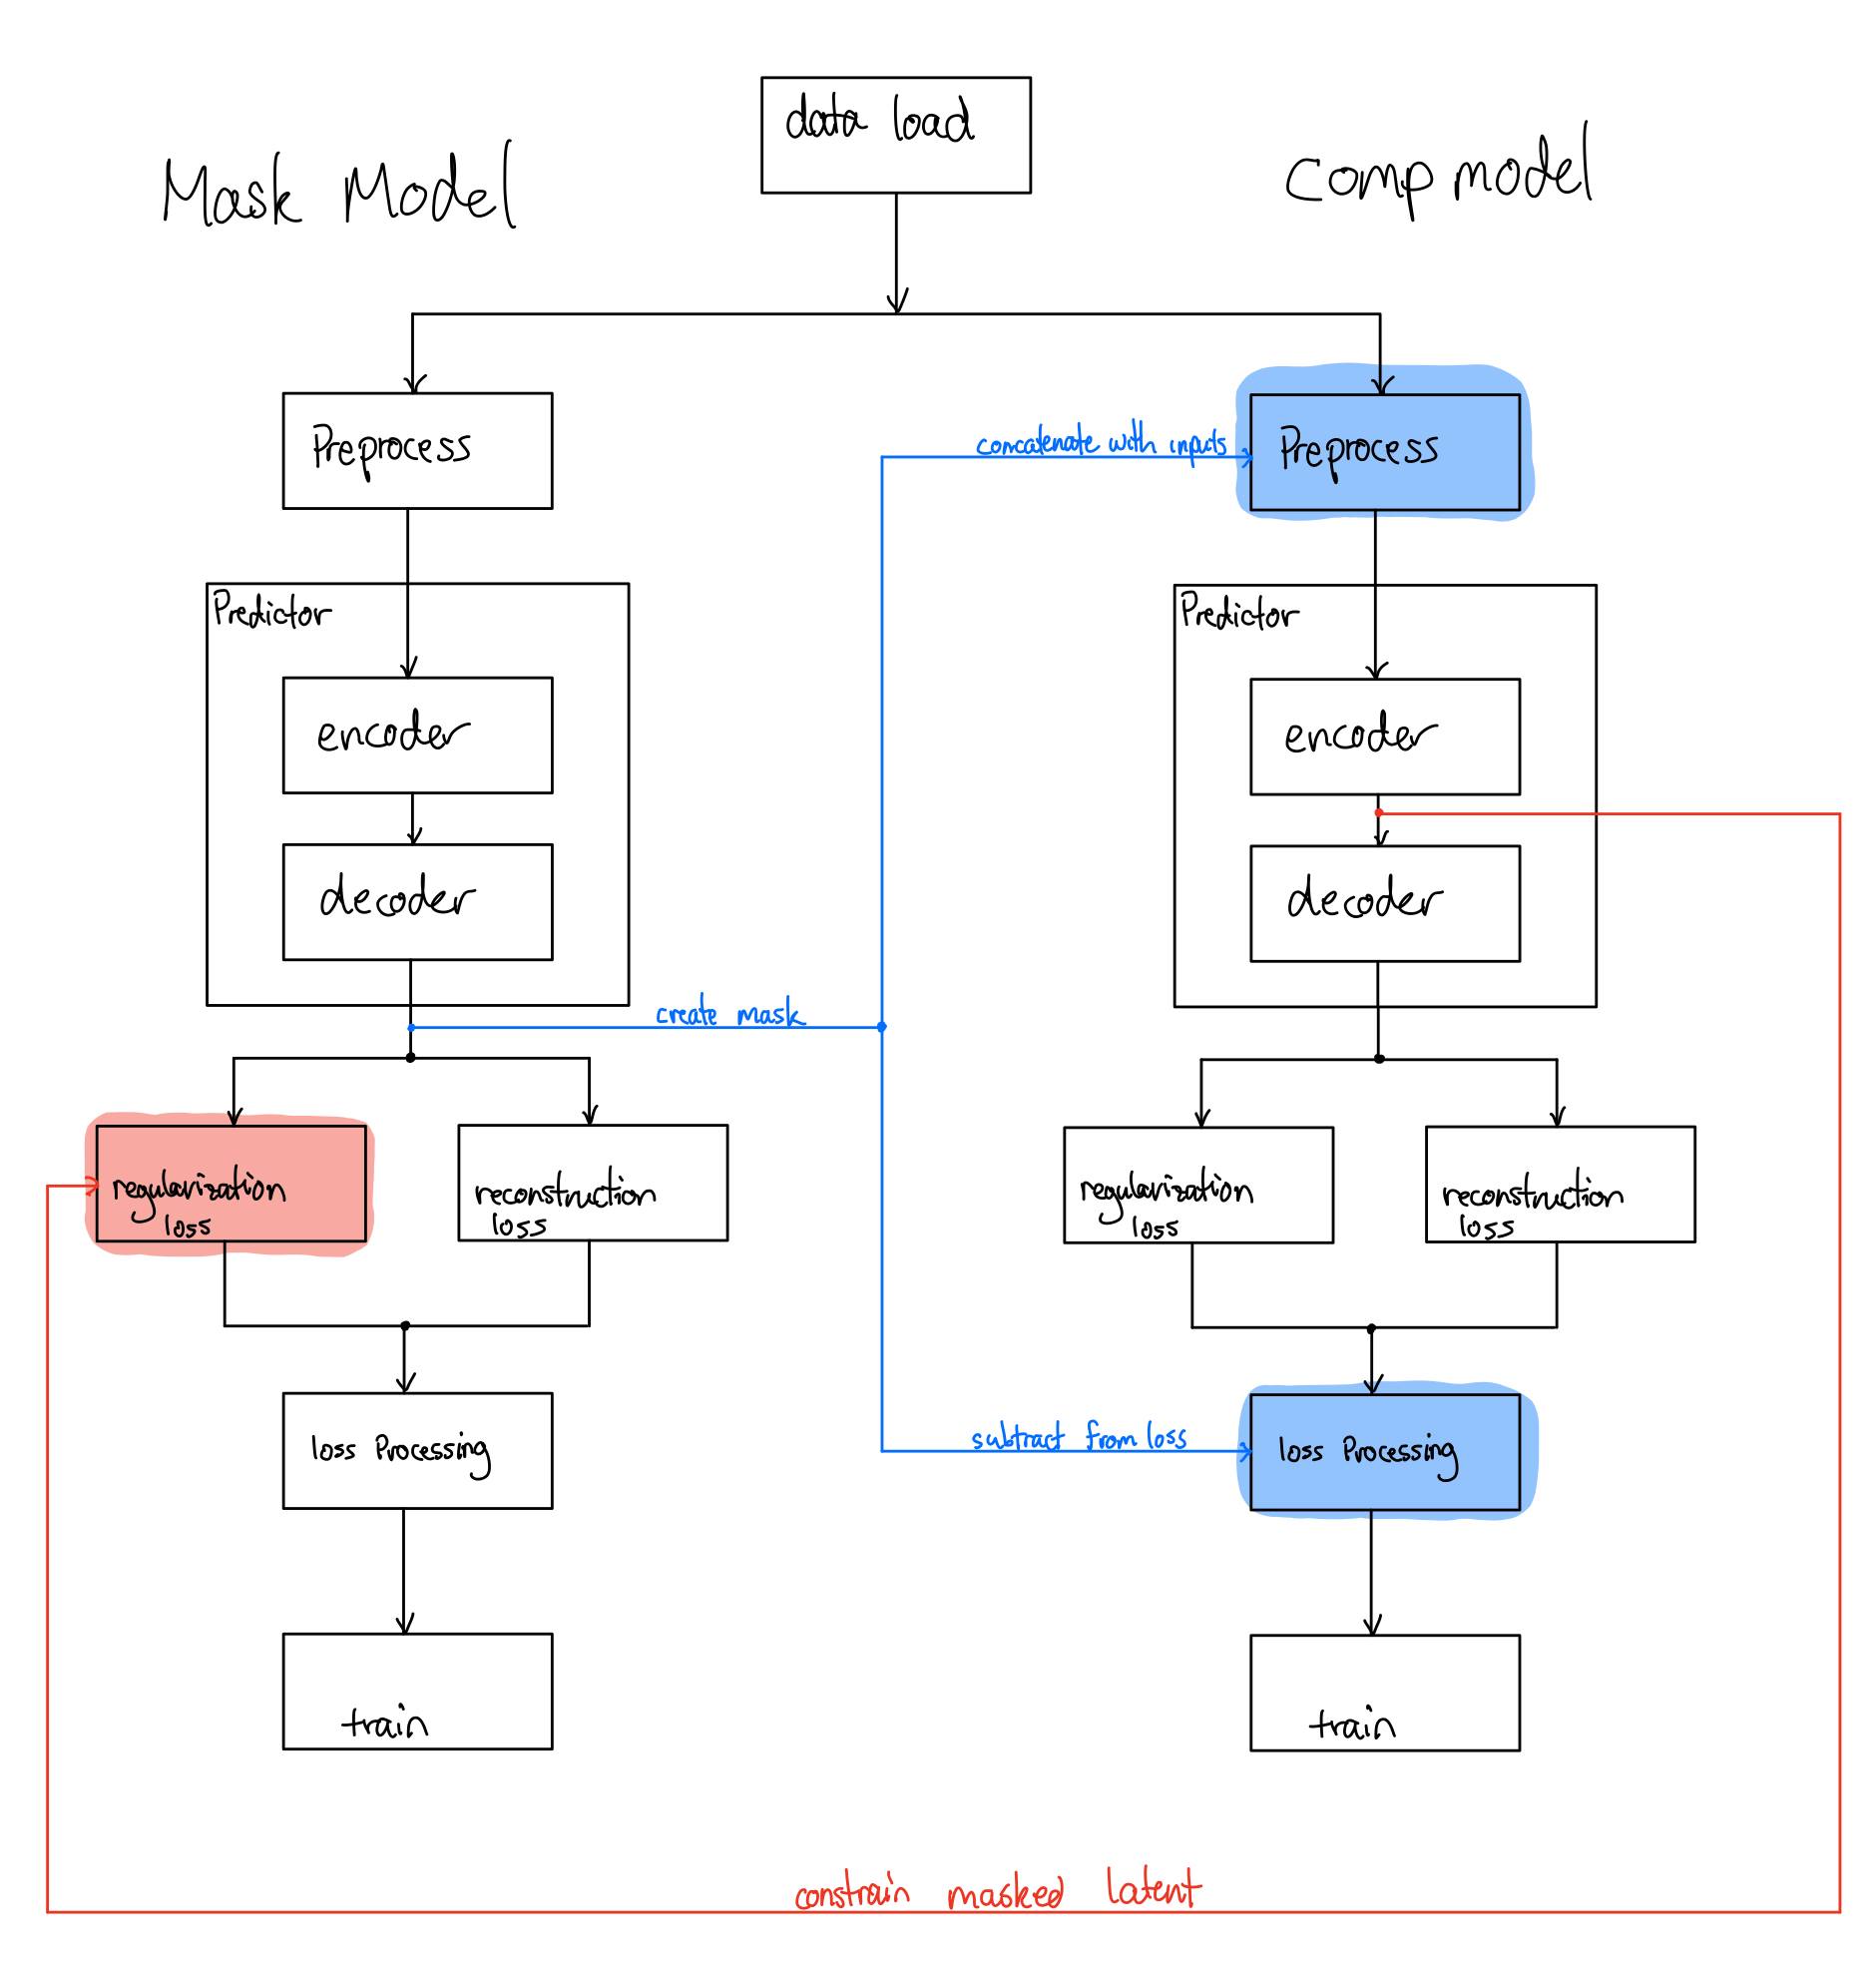 data load
Mask Model
comp model
Preprocess
concatenate with inputs
Preprocess
Predictor
encoder
decoder
Predictor
encoder
decoder
create mask
regularization
loss
reconstruction
loss
regularization
loss
reconstruction
loss
loss Processing
subtract from loss
loss Processing
train
train
constrain masked latent